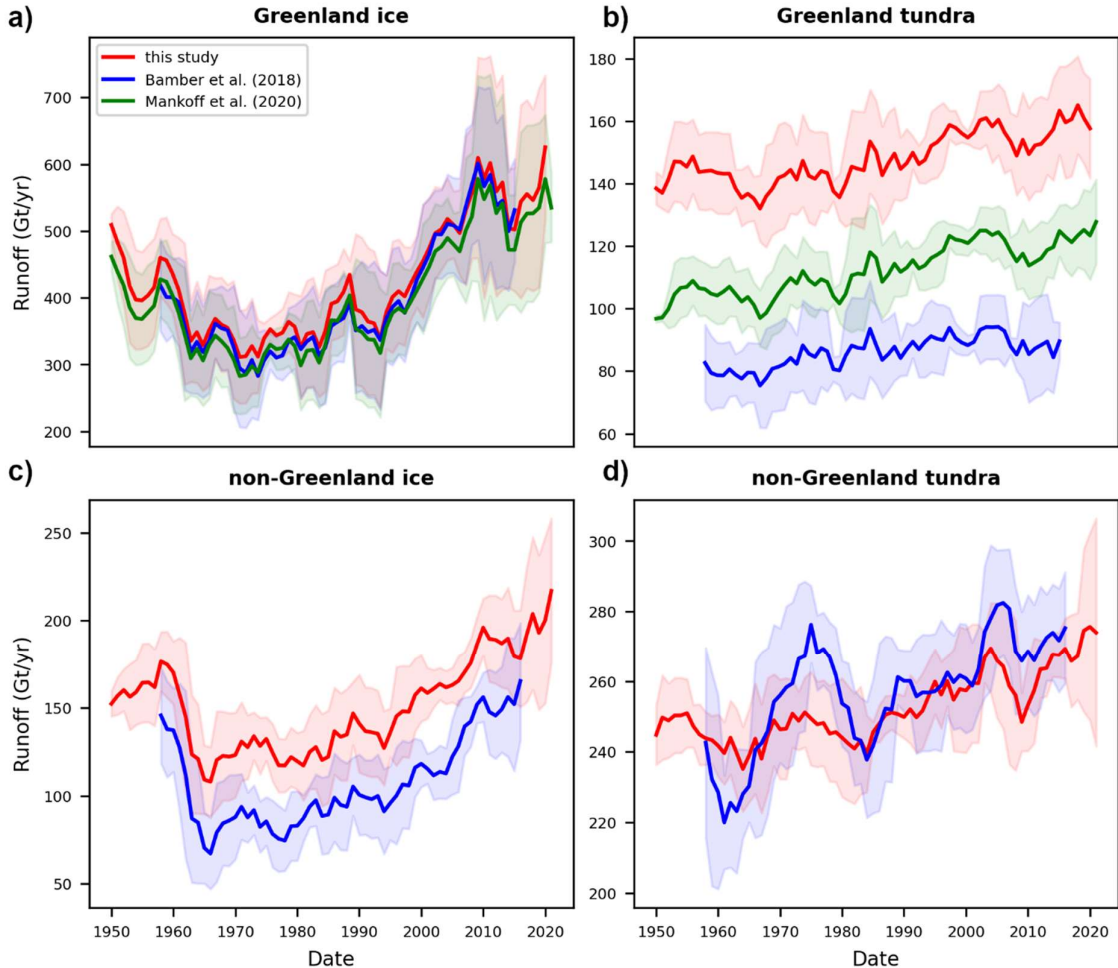 a)
Greenland ice
this study
Bamber et al. (2018)
Mankoff et al. (2020)
Runoff (Gt/yr)
700
600
500
400
300
200
b)
Greenland tundra
180
160
140
120
100
80
60
c)
non-Greenland ice
Runoff (Gt/yr)
250
200
150
100
50
1950 1960 1970 1980 1990 2000 2010 2020
Date
d)
non-Greenland tundra
300
280
260
240
220
200
1950 1960 1970 1980 1990 2000 2010 2020
Date